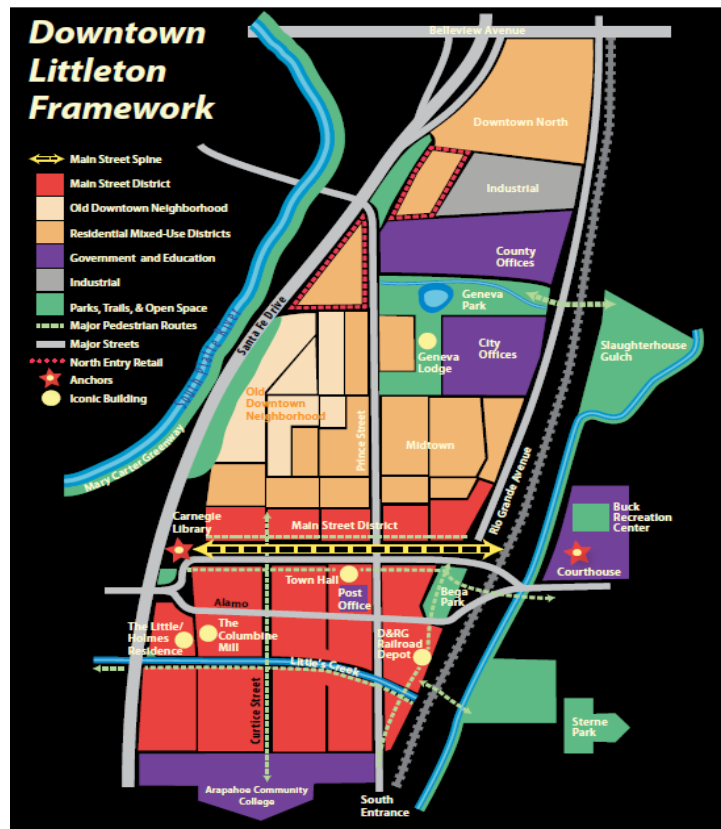 Downtown
Littleton
Framework
Belleview Avenue
Main Street Spine
Main Street District
Old Downtown Neighborhood
Residential Mixed-Use Districts
Government and Education
Industrial
Parks, Trails, & Open Space
Major Pedestrian Routes
Major Streets
North Entry Retail
Anchors
Iconic Building
Downtown North
Industrial
County
Offices
Geneva
Park
Santa Fe Drive
South Platte River
Slaughterhouse
Gulch
City
Offices
Geneva
Lodge
Old
Downtown
Neighborhood
Prince Street
Midtown
Mary Carter Greenway
Rio Grande Avenue
Carnegie
Library
Main Street District
Buck
Recreation
Center
Courthouse
Town Hall
Post
Office
Bega
Park
Alamo
The Little/
Holmes
Residence
The
Columbine
Mill
D&RG
Railroad
Depot
Little's Creek
Curtice Street
Sterne
Park
Arapahoe Community
College
South
Entrance